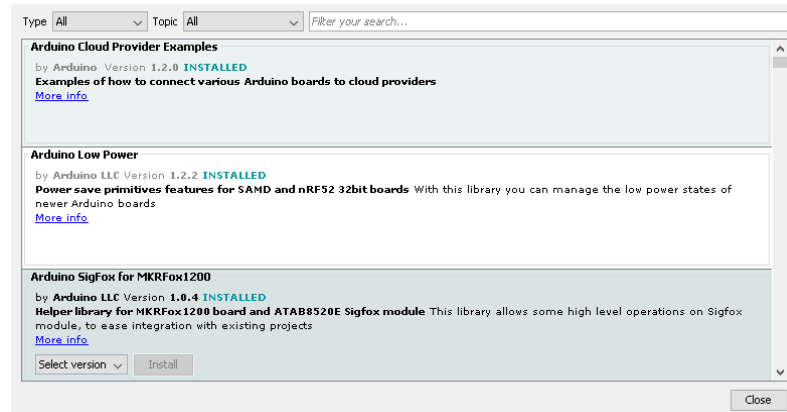 Type All Topic All Filter your search...
Arduino Cloud Provider Examples
by Arduino Version 1.2.0 INSTALLED
Examples of how to connect various Arduino boards to cloud providers
More info
Arduino Low Power
by Arduino LLC Version 1.2.2 INSTALLED
Power save primitives features for SAMD and nRF52 32bit boards With this library you can manage the low power states of
newer Arduino boards
More info
Arduino SigFox for MKRFox1200
by Arduino LLC Version 1.0.4 INSTALLED
Helper library for MKRFox1200 board and ATAB8520E Sigfox module This library allows some high level operations on Sigfox
module, to ease integration with existing projects
More info
Select version Install
Close